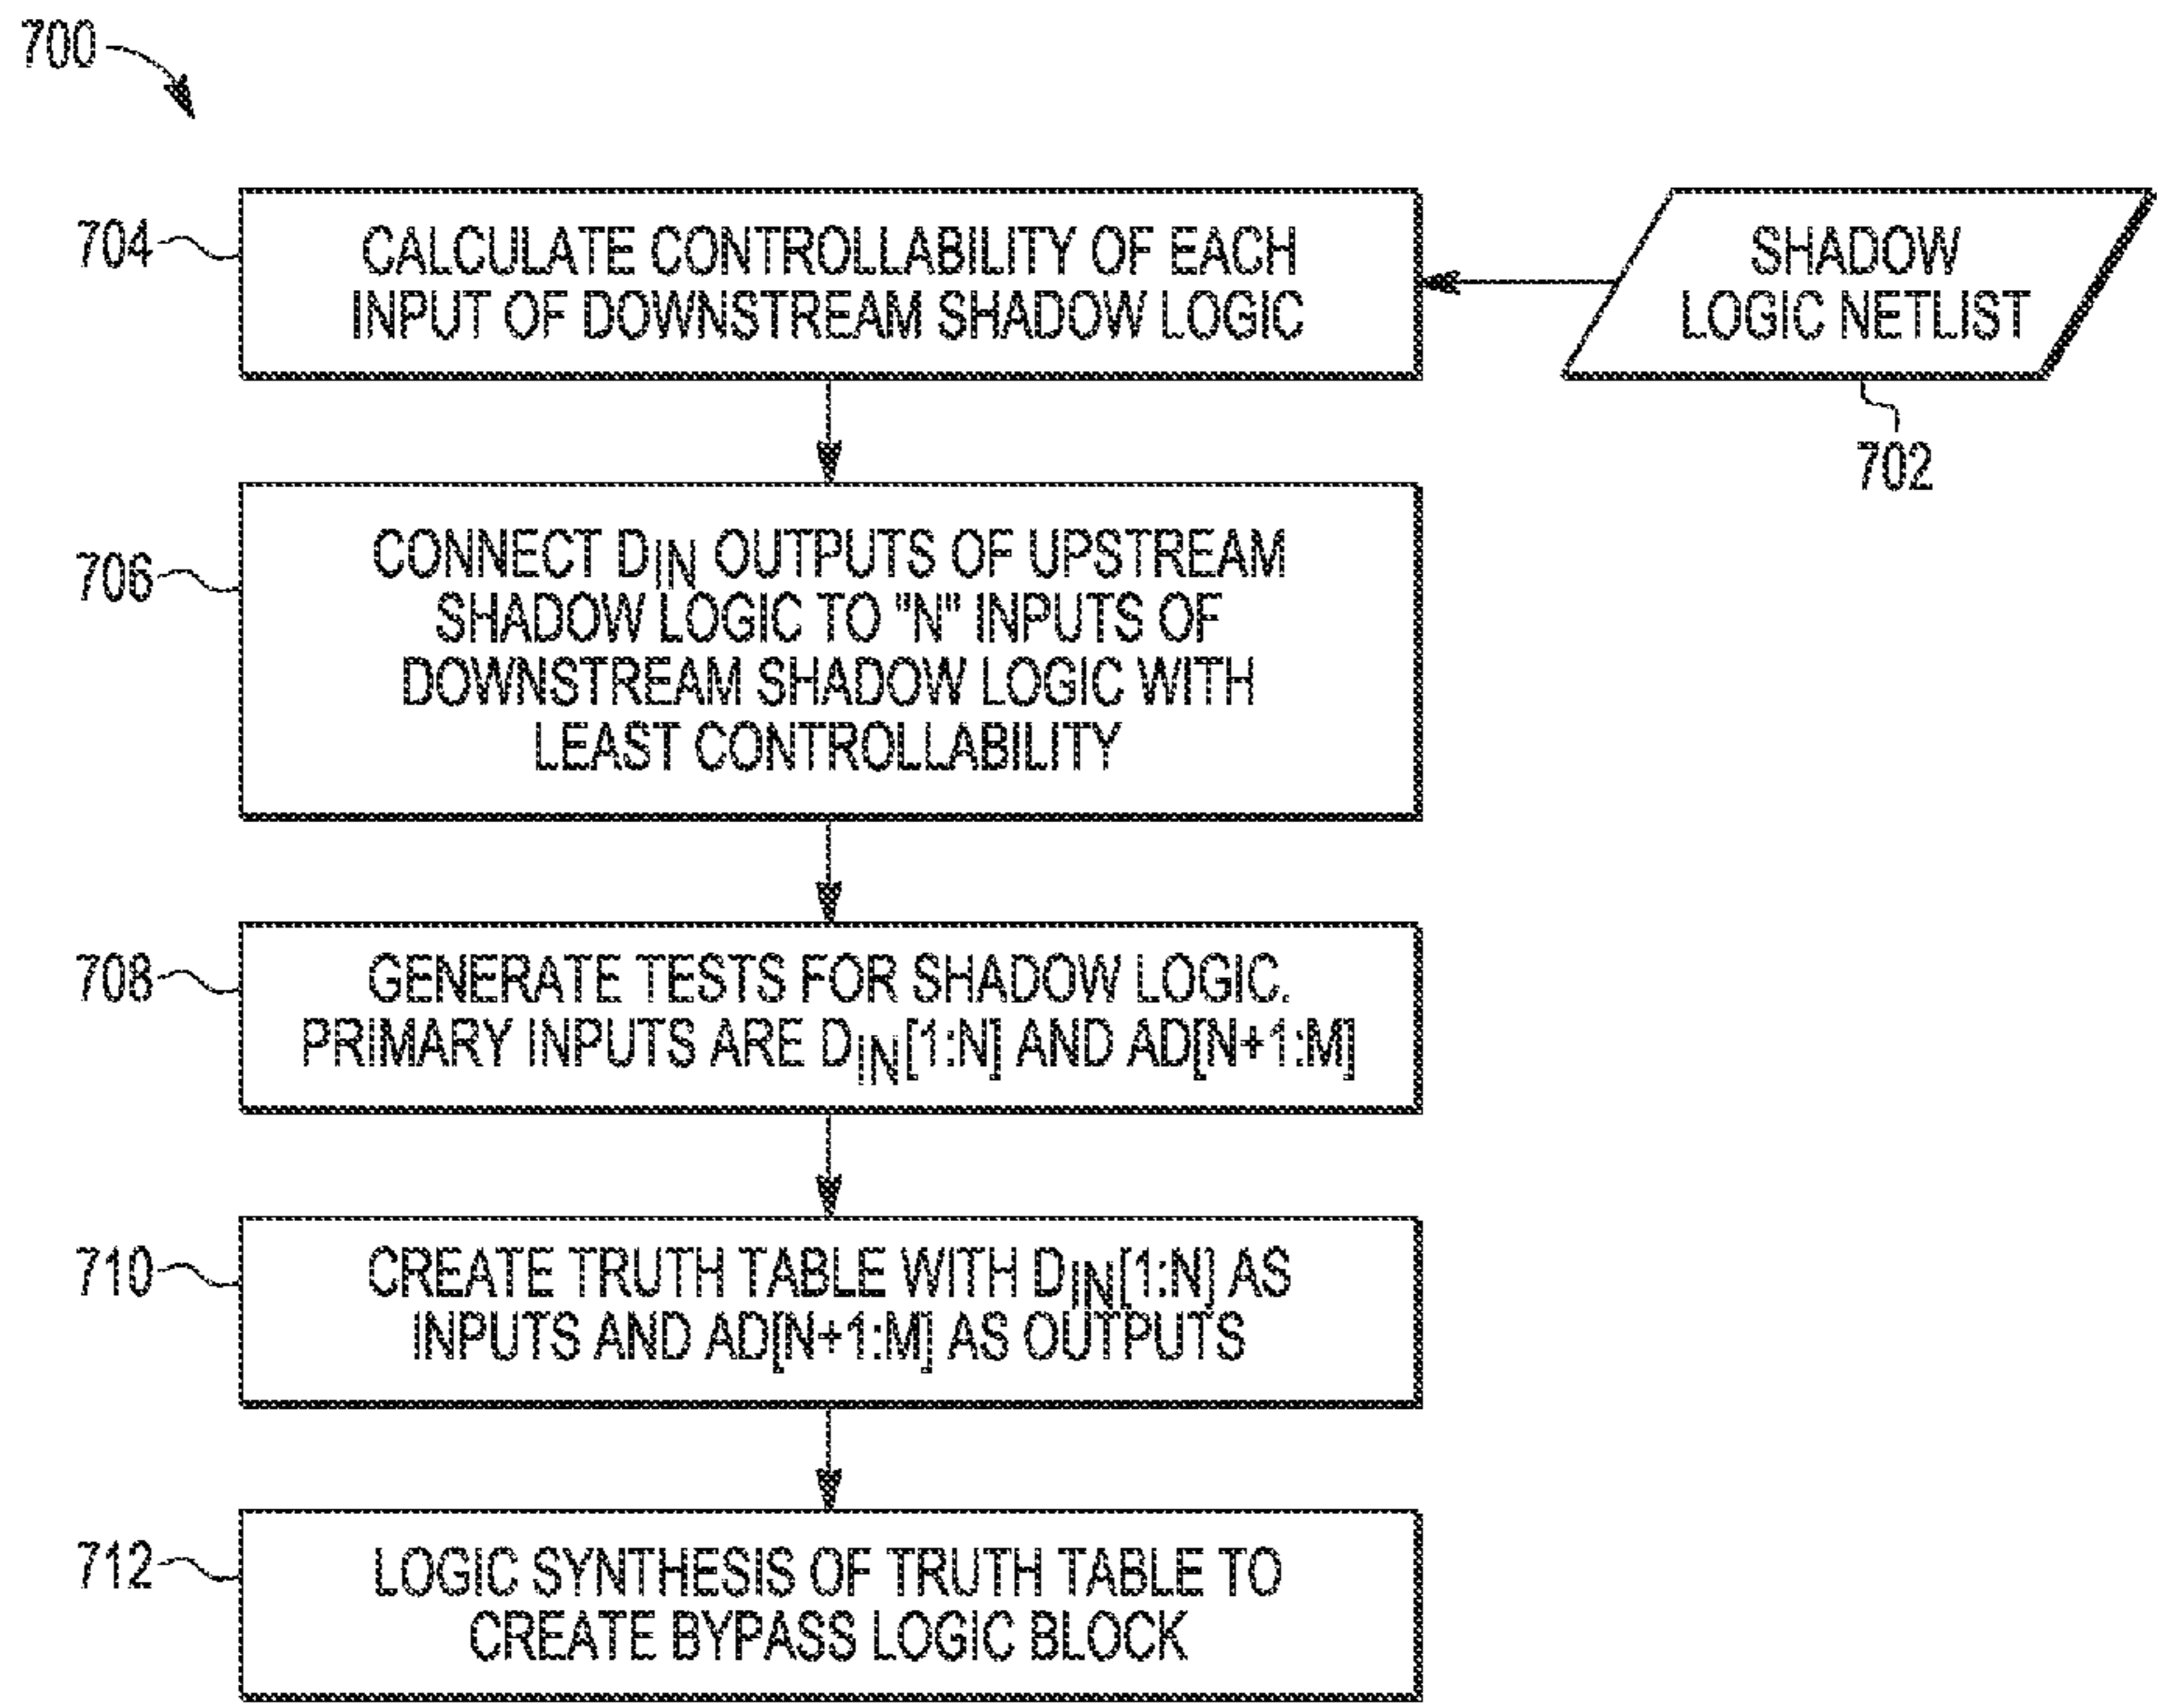 700
704
CALCULATE CONTROLLABILITY OF EACH
INPUT OF DOWNSTREAM SHADOW LOGIC
SHADOW
LOGIC NETLIST
702
706
CONNECT DIN OUTPUTS OF UPSTREAM
SHADOW LOGIC TO "N" INPUTS OF
DOWNSTREAM SHADOW LOGIC WITH
LEAST CONTROLLABILITY
708
GENERATE TESTS FOR SHADOW LOGIC.
PRIMARY INPUTS ARE DIN[1:N] AND AD[N+1:M]
710
CREATE TRUTH TABLE WITH DIN[1:N] AS
INPUTS AND AD[N+1:M] AS OUTPUTS
712
LOGIC SYNTHESIS OF TRUTH TABLE TO
CREATE BYPASS LOGIC BLOCK